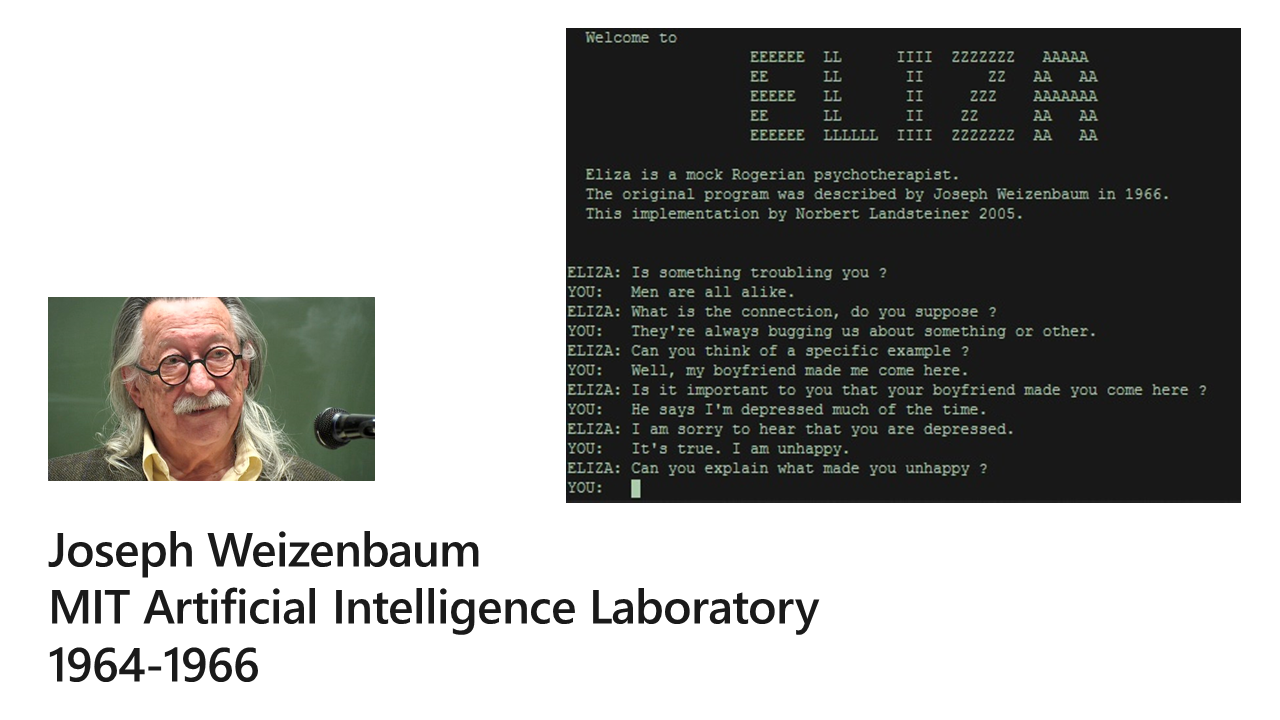 Welcome to
EEEEEE LL IIII ZZZZZZZ AAAAA
EE LL II ZZ AA AA
EEEEE LL II ZZZ AAAAAAA
EE LL II ZZ AA AA
EEEEEE LLLLLL IIII ZZZZZZZ AA AA
Eliza is a mock Rogerian psychotherapist.
The original program was described by Joseph Weizenbaum in 1966.
This implementation by Norbert Landsteiner 2005.
ELIZA: Is something troubling you ?
YOU: Men are all alike.
ELIZA: What is the connection, do you suppose ?
YOU: They're always bugging us about something or other.
ELIZA: Can you think of a specific example ?
YOU: Well, my boyfriend made me come here.
ELIZA: Is it important to you that your boyfriend made you come here ?
YOU: He says I'm depressed much of the time.
ELIZA: I am sorry to hear that you are depressed.
YOU: It's true. I am unhappy.
ELIZA: Can you explain what made you unhappy ?
YOU:
Joseph Weizenbaum
MIT Artificial Intelligence Laboratory
1964-1966